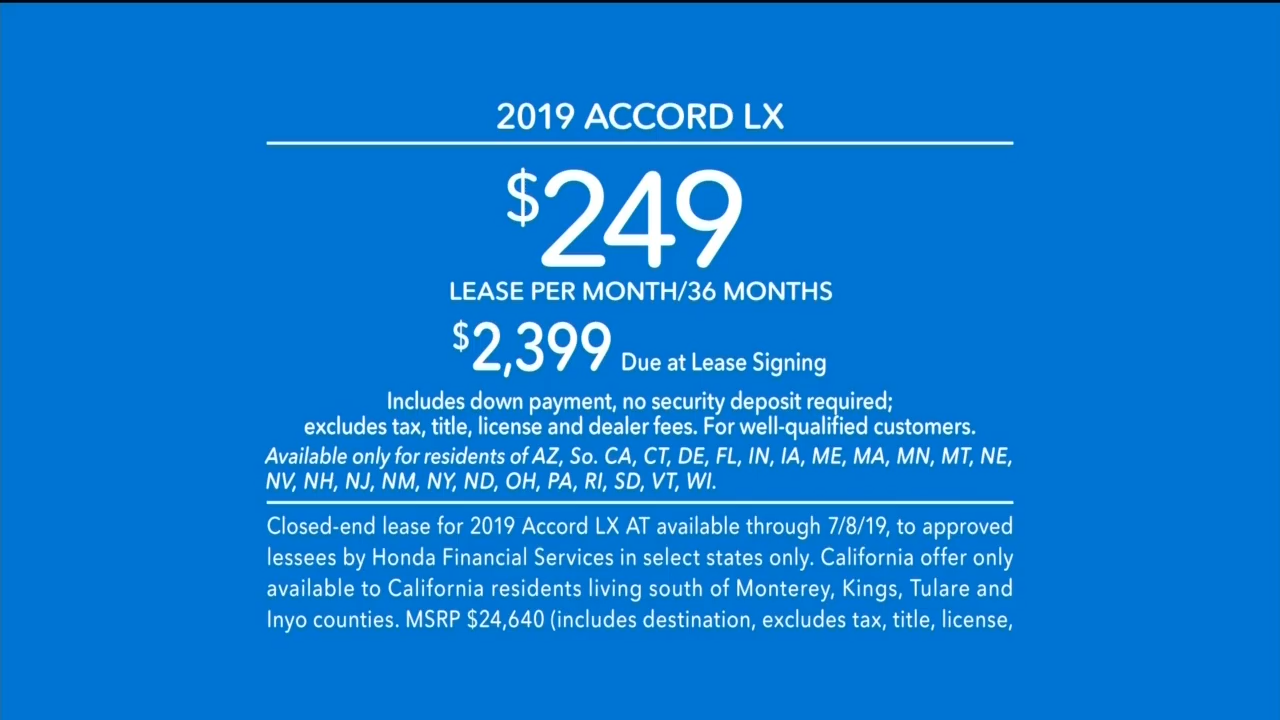 2019 ACCORD LX
$249
LEASE PER MONTH/36 MONTHS
$2,399 Due at Lease Signing
Includes down payment, no security deposit required;
excludes tax, title, license and dealer fees. For well-qualified customers.
Available only for residents of AZ, So. CA, CT, DE, FL, IN, IA, ME, MA, MN, MT, NE,
NV, NH, NJ, NM, NY, ND, OH, PA, RI, SD, VT, WI.
Closed-end lease for 2019 Accord LX AT available through 7/8/19, to approved
lessees by Honda Financial Services in select states only. California offer only
available to California residents living south of Monterey, Kings, Tulare and
Inyo counties. MSRP $24,640 (includes destination, excludes tax, title, license,